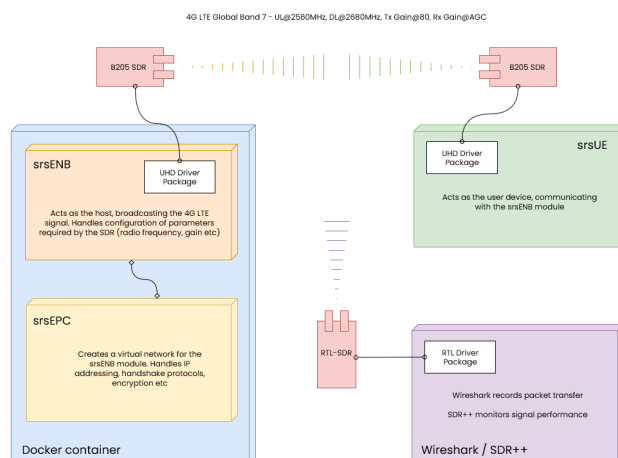 4G LTE Global Band 7 - UL@2560MHz, DL@2680MHz, Tx Gain@80, Rx Gain@AGC
B205 SDR
B205 SDR
srsENB
UHD Driver
Package
Acts as the host, broadcasting the 4G LTE
signal. Handles configuration of parameters
required by the SDR (radio frequency, gain etc)
srsUE
UHD Driver
Package
Acts as the user device, communicating
with the srsENB module
srsEPC
Creates a virtual network for the
srsENB module. Handles IP
addressing, handshake protocols,
encryption etc
Docker container
RTL-SDR
RTL Driver
Package
Wireshark records packet transfer
SDR++ monitors signal performance
Wireshark / SDR++